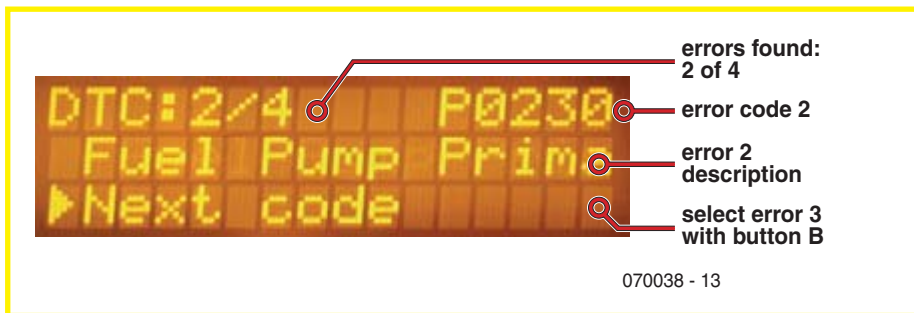 DTC:2/4 P0230
Fuel Pump Prim
▶Next code
errors found:
2 of 4
error code 2
error 2
description
select error 3
with button B
070038 - 13